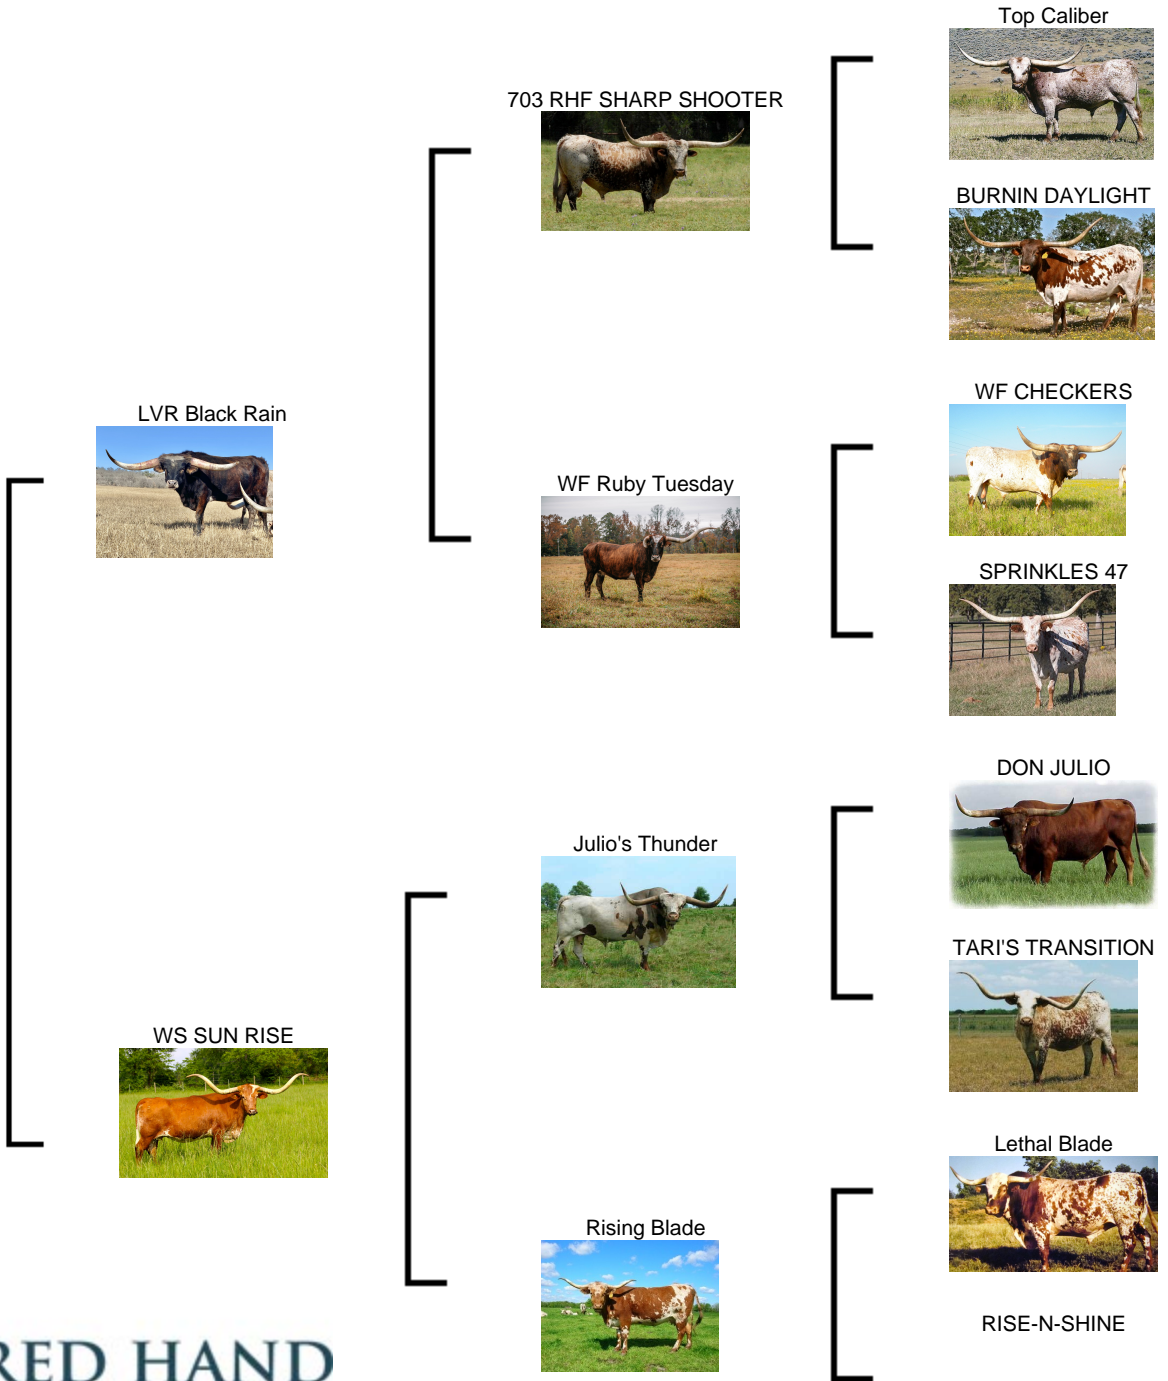 Top Caliber
703 RHF SHARP SHOOTER
BURNIN DAYLIGHT
WF CHECKERS
LVR Black Rain
WF Ruby Tuesday
SPRINKLES 47
DON JULIO
Julio's Thunder
TARI'S TRANSITION
WS SUN RISE
Lethal Blade
Rising Blade
RISE-N-SHINE
RED HAND